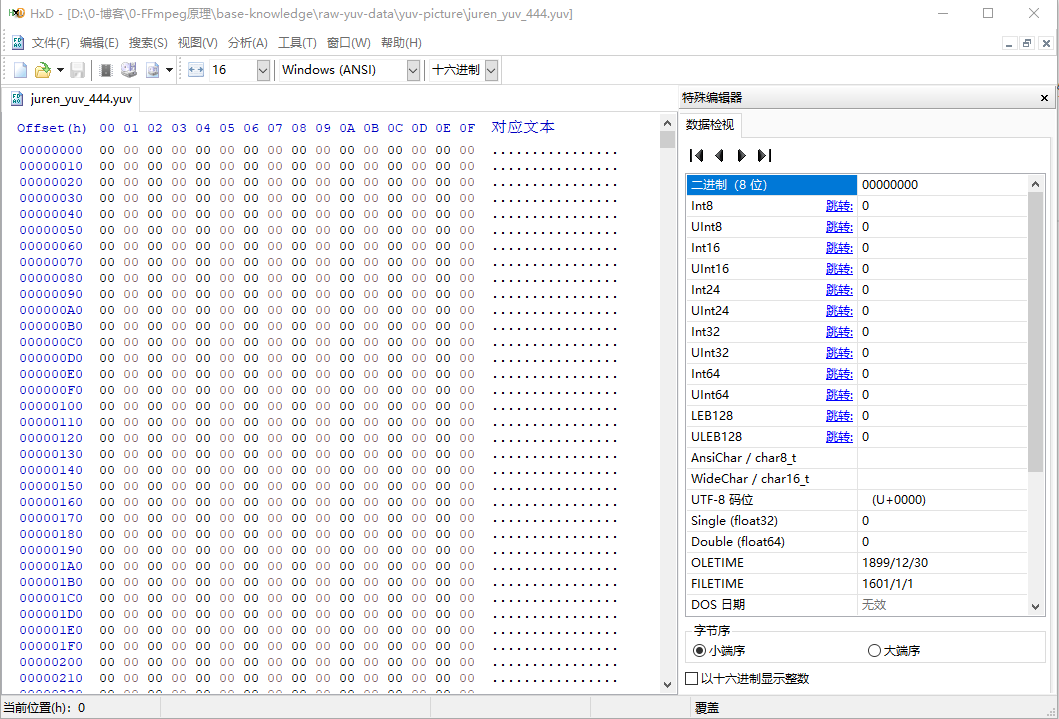 HxD - [D:\0-博客\0-FFmpeg原理\base-knowledge\raw-yuv-data\yuv-picture\juren_yuv_444.yuv]
文件(F) 编辑(E) 搜索(S) 视图(V) 分析(A) 工具(T) 窗口(W) 帮助(H)
16 Windows (ANSI) 十六进制
juren_yuv_444.yuv
Offset(h) 00 01 02 03 04 05 06 07 08 09 0A 0B 0C 0D 0E 0F 对应文本
00000000 00 00 00 00 00 00 00 00 00 00 00 00 00 00 00 00 ................
00000010 00 00 00 00 00 00 00 00 00 00 00 00 00 00 00 00 ................
00000020 00 00 00 00 00 00 00 00 00 00 00 00 00 00 00 00 ................
00000030 00 00 00 00 00 00 00 00 00 00 00 00 00 00 00 00 ................
00000040 00 00 00 00 00 00 00 00 00 00 00 00 00 00 00 00 ................
00000050 00 00 00 00 00 00 00 00 00 00 00 00 00 00 00 00 ................
00000060 00 00 00 00 00 00 00 00 00 00 00 00 00 00 00 00 ................
00000070 00 00 00 00 00 00 00 00 00 00 00 00 00 00 00 00 ................
00000080 00 00 00 00 00 00 00 00 00 00 00 00 00 00 00 00 ................
00000090 00 00 00 00 00 00 00 00 00 00 00 00 00 00 00 00 ................
000000A0 00 00 00 00 00 00 00 00 00 00 00 00 00 00 00 00 ................
000000B0 00 00 00 00 00 00 00 00 00 00 00 00 00 00 00 00 ................
000000C0 00 00 00 00 00 00 00 00 00 00 00 00 00 00 00 00 ................
000000D0 00 00 00 00 00 00 00 00 00 00 00 00 00 00 00 00 ................
000000E0 00 00 00 00 00 00 00 00 00 00 00 00 00 00 00 00 ................
000000F0 00 00 00 00 00 00 00 00 00 00 00 00 00 00 00 00 ................
00000100 00 00 00 00 00 00 00 00 00 00 00 00 00 00 00 00 ................
00000110 00 00 00 00 00 00 00 00 00 00 00 00 00 00 00 00 ................
00000120 00 00 00 00 00 00 00 00 00 00 00 00 00 00 00 00 ................
00000130 00 00 00 00 00 00 00 00 00 00 00 00 00 00 00 00 ................
00000140 00 00 00 00 00 00 00 00 00 00 00 00 00 00 00 00 ................
00000150 00 00 00 00 00 00 00 00 00 00 00 00 00 00 00 00 ................
00000160 00 00 00 00 00 00 00 00 00 00 00 00 00 00 00 00 ................
00000170 00 00 00 00 00 00 00 00 00 00 00 00 00 00 00 00 ................
00000180 00 00 00 00 00 00 00 00 00 00 00 00 00 00 00 00 ................
00000190 00 00 00 00 00 00 00 00 00 00 00 00 00 00 00 00 ................
000001A0 00 00 00 00 00 00 00 00 00 00 00 00 00 00 00 00 ................
000001B0 00 00 00 00 00 00 00 00 00 00 00 00 00 00 00 00 ................
000001C0 00 00 00 00 00 00 00 00 00 00 00 00 00 00 00 00 ................
000001D0 00 00 00 00 00 00 00 00 00 00 00 00 00 00 00 00 ................
000001E0 00 00 00 00 00 00 00 00 00 00 00 00 00 00 00 00 ................
000001F0 00 00 00 00 00 00 00 00 00 00 00 00 00 00 00 00 ................
00000200 00 00 00 00 00 00 00 00 00 00 00 00 00 00 00 00 ................
00000210 00 00 00 00 00 00 00 00 00 00 00 00 00 00 00 00 ................
特殊编辑器
数据检视
二进制 (8 位) 00000000
Int8 跳转: 0
UInt8 跳转: 0
Int16 跳转: 0
UInt16 跳转: 0
Int24 跳转: 0
UInt24 跳转: 0
Int32 跳转: 0
UInt32 跳转: 0
Int64 跳转: 0
UInt64 跳转: 0
LEB128 跳转: 0
ULEB128 跳转: 0
AnsiChar / char8_t
WideChar / char16_t
UTF-8 码位 (U+0000)
Single (float32) 0
Double (float64) 0
OLETIME 1899/12/30
FILETIME 1601/1/1
DOS 日期 无效
字节序
小端序 大端序
以十六进制显示整数
当前位置(h): 0 覆盖